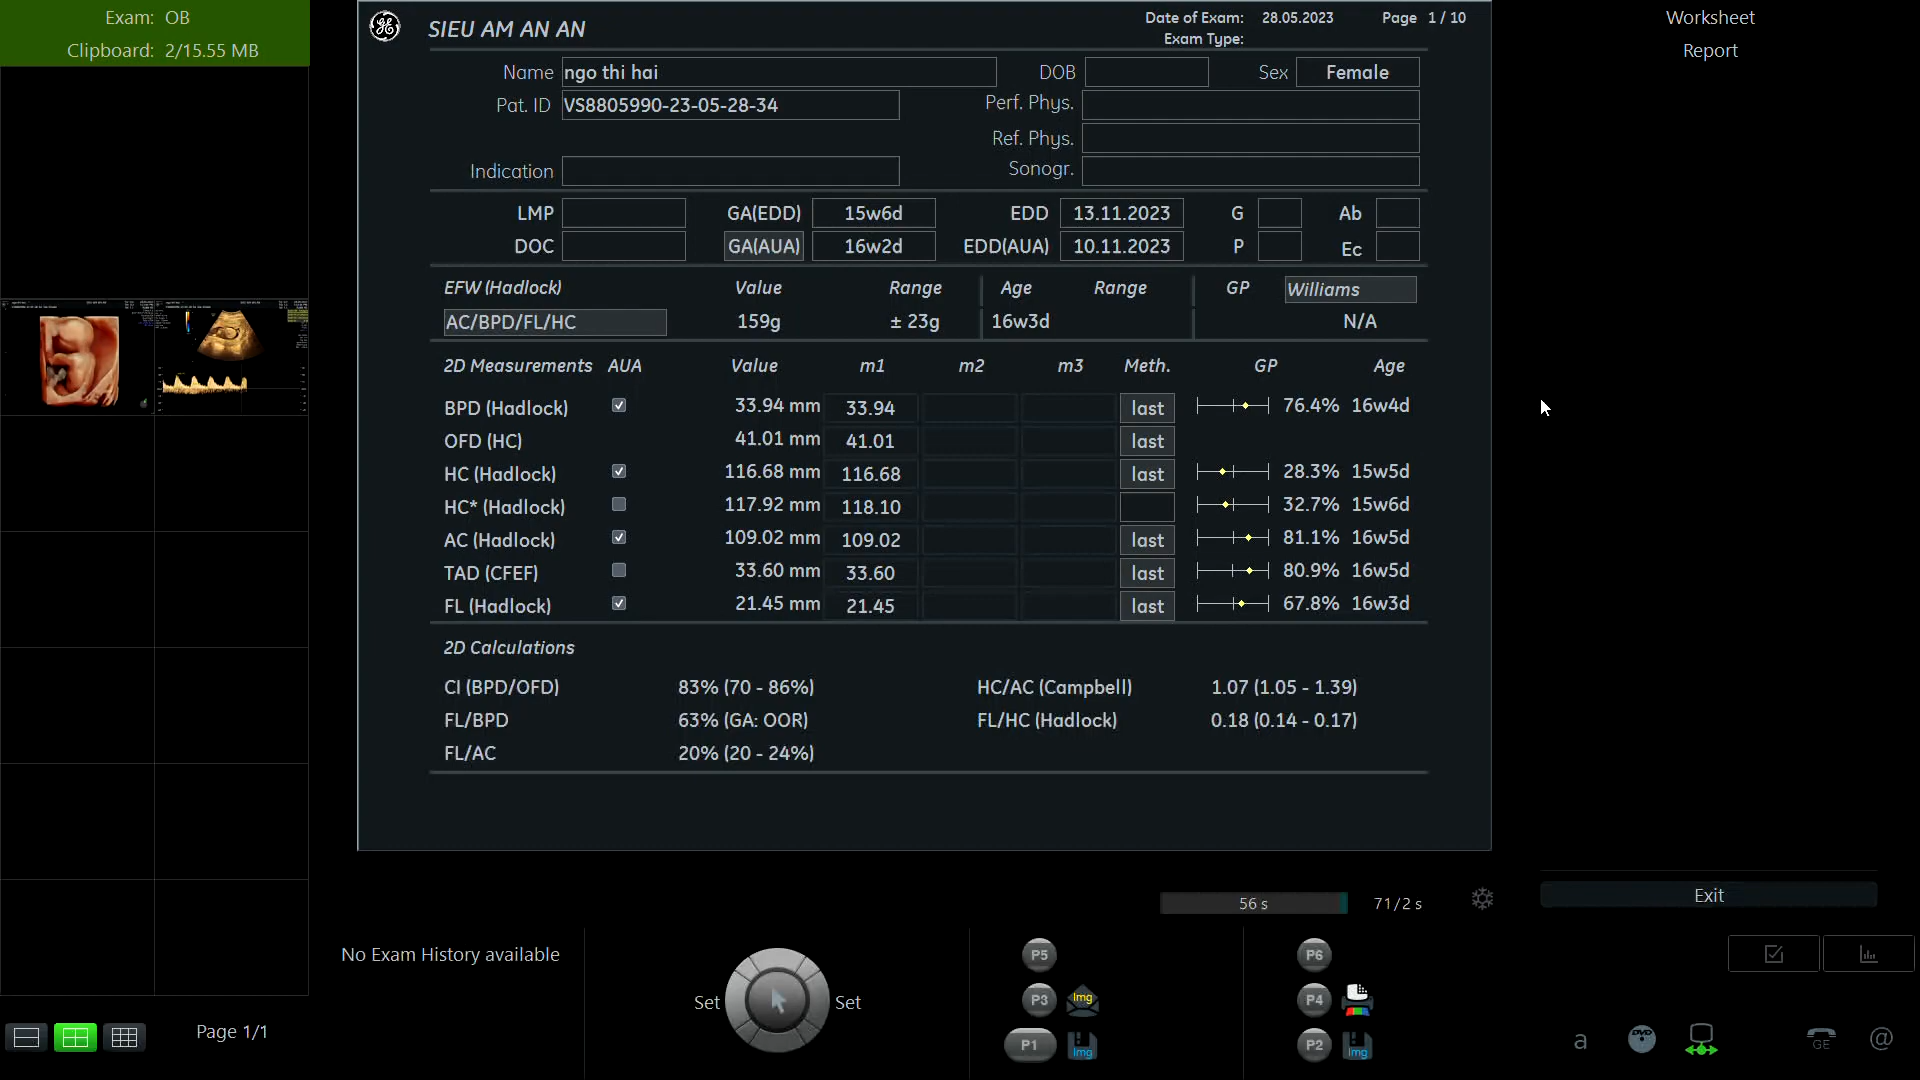 Exam: OB
Clipboard: 2/15.55 MB
SIEU AM AN AN
Date of Exam: 28.05.2023 Page 1 / 10
Exam Type:
Worksheet
Report
Name ngo thi hai DOB Sex Female
Pat. ID VS8805990-23-05-28-34 Perf. Phys.
Ref. Phys.
Indication Sonogr.
LMP GA(EDD) 15w6d EDD 13.11.2023 G Ab
DOC GA(AUA) 16w2d EDD(AUA) 10.11.2023 P Ec
EFW (Hadlock) Value Range Age Range GP Williams
AC/BPD/FL/HC 159g ± 23g 16w3d N/A
2D Measurements AUA Value m1 m2 m3 Meth. GP Age
BPD (Hadlock) 33.94 mm 33.94 last 76.4% 16w4d
OFD (HC) 41.01 mm 41.01 last
HC (Hadlock) 116.68 mm 116.68 last 28.3% 15w5d
HC* (Hadlock) 117.92 mm 118.10 32.7% 15w6d
AC (Hadlock) 109.02 mm 109.02 last 81.1% 16w5d
TAD (CFEF) 33.60 mm 33.60 last 80.9% 16w5d
FL (Hadlock) 21.45 mm 21.45 last 67.8% 16w3d
2D Calculations
CI (BPD/OFD) 83% (70 - 86%) HC/AC (Campbell) 1.07 (1.05 - 1.39)
FL/BPD 63% (GA: OOR) FL/HC (Hadlock) 0.18 (0.14 - 0.17)
FL/AC 20% (20 - 24%)
56 s 71/2 s
Exit
No Exam History available
Set Set
P5 P6
P3 Img P4
P1 Img P2 Img
Page 1/1
a DVD GE @